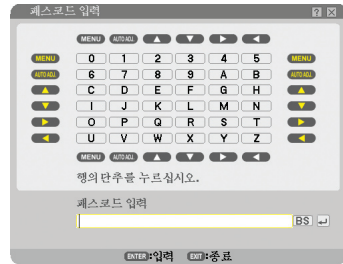 패스코드 입력
MENU AUTO ADJ.
MENU 0 1 2 3 4 5 MENU
AUTO ADJ. 6 7 8 9 A B AUTO ADJ.
C D E F G H
I J K L M N
O P Q R S T
U V W X Y Z
MENU AUTO ADJ.
행의 단추를 누르십시오.
패스코드 입력
BS
ENTER :입력 EXIT :종료